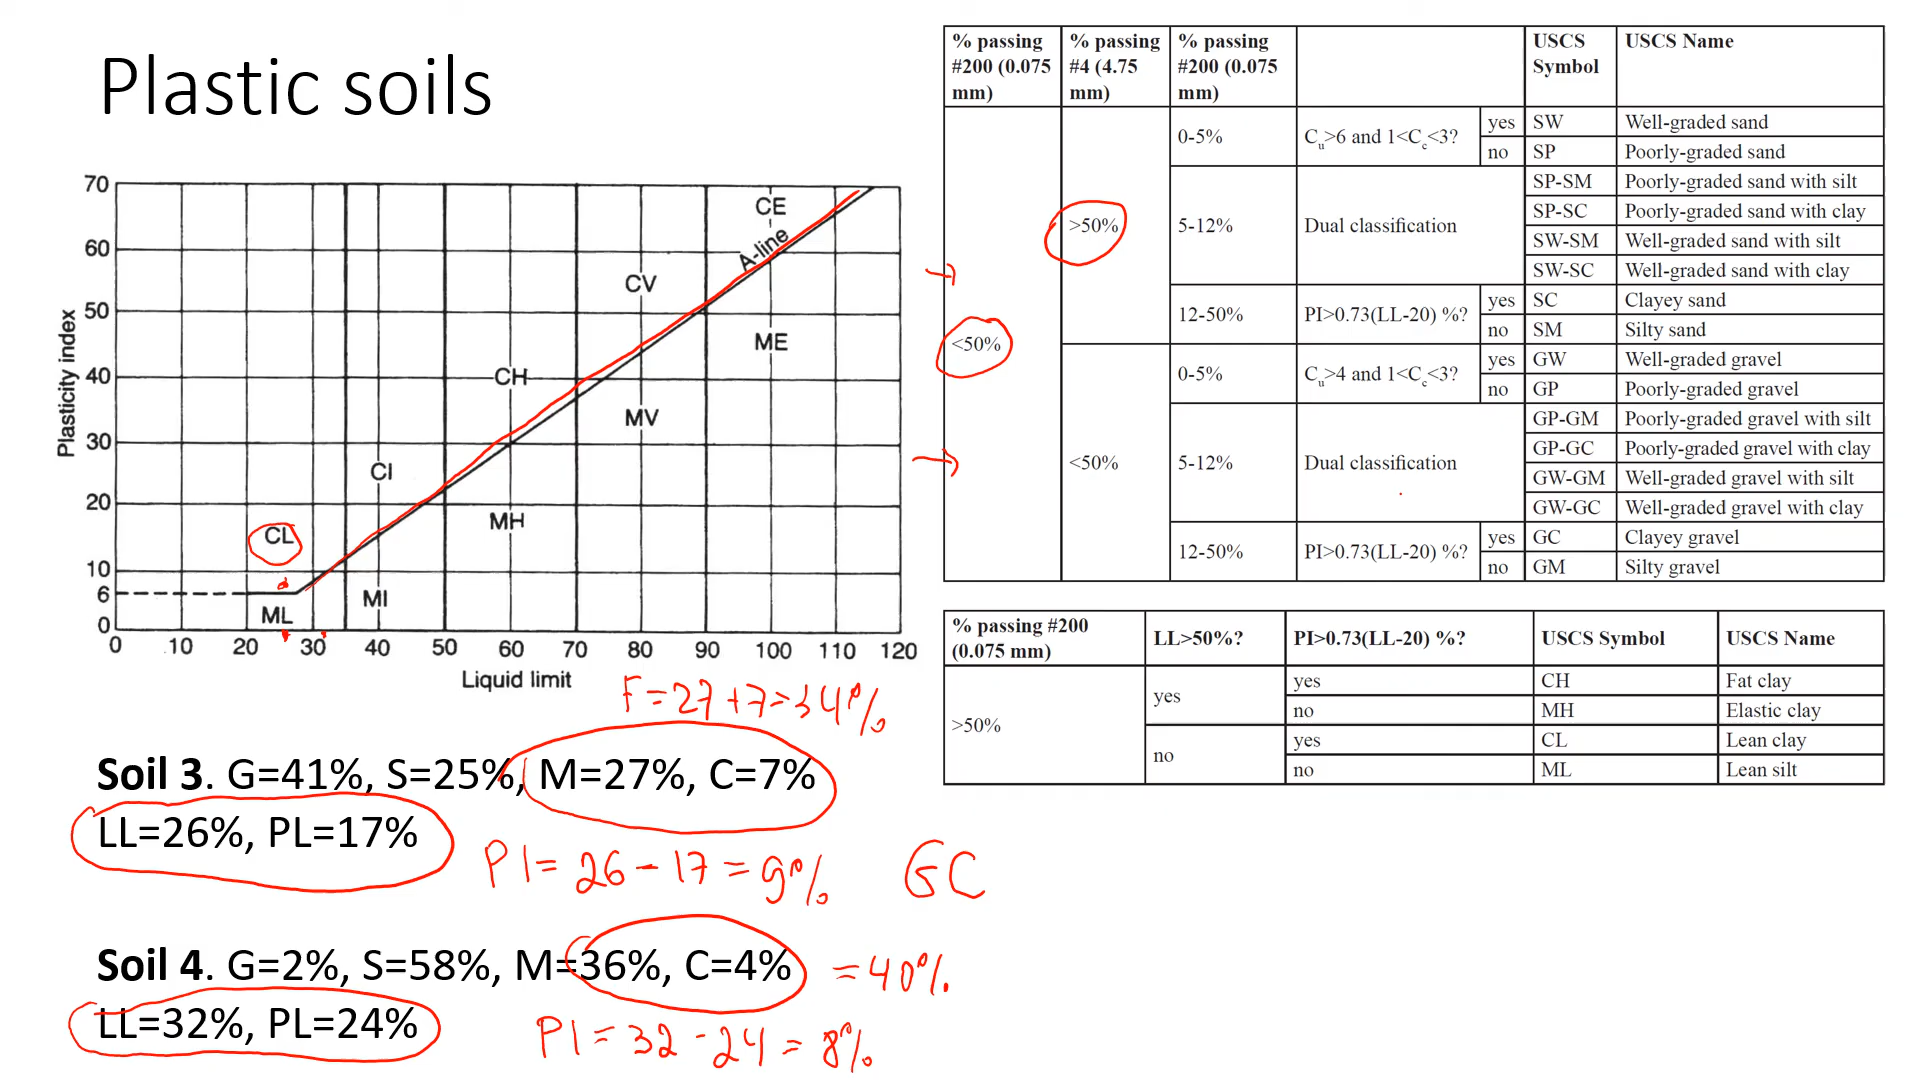 Plastic soils
70
60
50
40
30
20
10
6
0
Plasticity index
0 10 20 30 40 50 60 70 80 90 100 110 120
Liquid limit
CE
A-line
CV
ME
CH
MV
CI
MH
CL
MI
ML
F=27+7=34%
Soil 3. G=41%, S=25%, M=27%, C=7%
LL=26%, PL=17%
PI=26-17=9% GC
Soil 4. G=2%, S=58%, M=36%, C=4% =40%
LL=32%, PL=24%
PI=32-24=8%
% passing #200 (0.075 mm) % passing #4 (4.75 mm) % passing #200 (0.075 mm) USCS Symbol USCS Name
<50% >50% 0-5% Cu>6 and 1<Cc<3? yes SW Well-graded sand
no SP Poorly-graded sand
5-12% Dual classification SP-SM Poorly-graded sand with silt
SP-SC Poorly-graded sand with clay
SW-SM Well-graded sand with silt
SW-SC Well-graded sand with clay
12-50% PI>0.73(LL-20) %? yes SC Clayey sand
no SM Silty sand
<50% 0-5% Cu>4 and 1<Cc<3? yes GW Well-graded gravel
no GP Poorly-graded gravel
5-12% Dual classification GP-GM Poorly-graded gravel with silt
GP-GC Poorly-graded gravel with clay
GW-GM Well-graded gravel with silt
GW-GC Well-graded gravel with clay
12-50% PI>0.73(LL-20) %? yes GC Clayey gravel
no GM Silty gravel
% passing #200 (0.075 mm) LL>50%? PI>0.73(LL-20) %? USCS Symbol USCS Name
>50% yes yes CH Fat clay
no MH Elastic clay
no yes CL Lean clay
no ML Lean silt